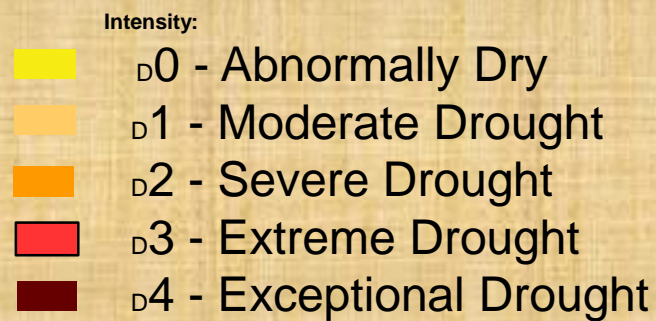 Intensity:
D0 - Abnormally Dry
D1 - Moderate Drought
D2 - Severe Drought
D3 - Extreme Drought
D4 - Exceptional Drought